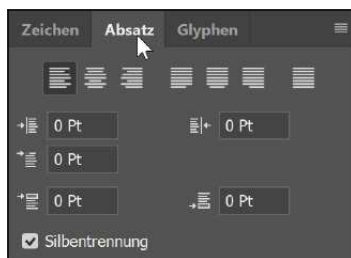 Zeichen Absatz Glyphen
0 Pt 0 Pt
0 Pt
0 Pt 0 Pt
Silbentrennung